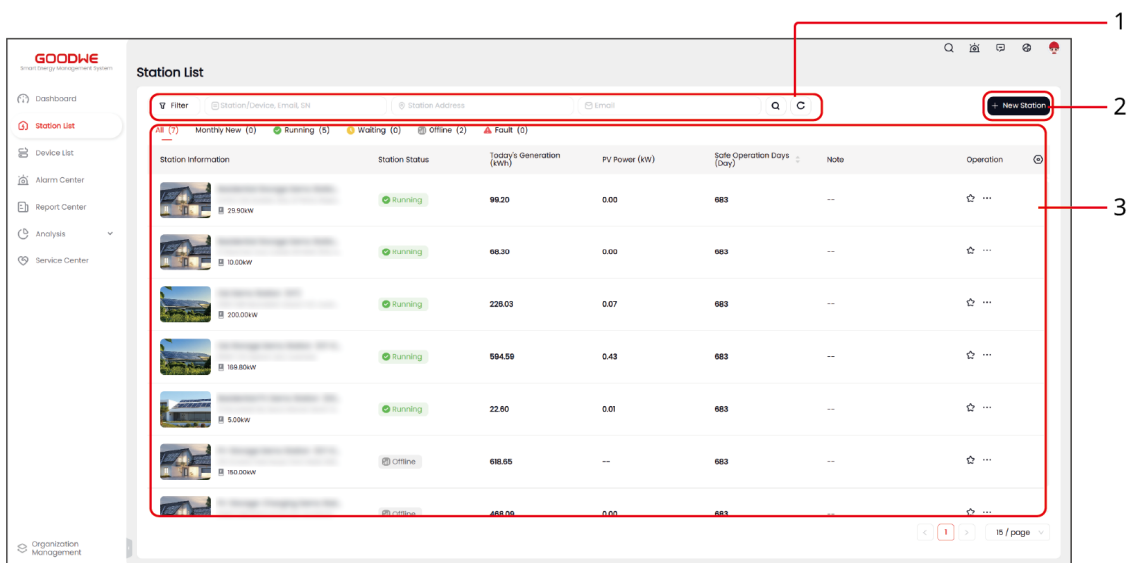 1
GOODWE
Smart Energy Management System
Station List
Dashboard
Filter
Station/Device, Email, SN
Station Address
Email
+ New Station
2
Station List
All (7)
Monthly New (0)
Running (5)
Waiting (0)
Offline (2)
Fault (0)
Device List
Station Information
Station Status
Today's Generation
(kWh)
PV Power (kW)
Safe Operation Days
(Day)
Note
Operation
Alarm Center
Report Center
Running
99.20
0.00
683
--
...
3
29.90kW
Analysis
Service Center
Running
68.30
0.00
683
--
...
10.00kW
Running
226.03
0.07
683
--
...
200.00kW
Running
594.59
0.43
683
--
...
169.80kW
Running
22.60
0.01
683
--
...
5.00kW
Offline
618.65
--
683
--
...
150.00kW
Offline
468.09
0.00
683
--
...
< 1 >
15 / page
Organization
Management